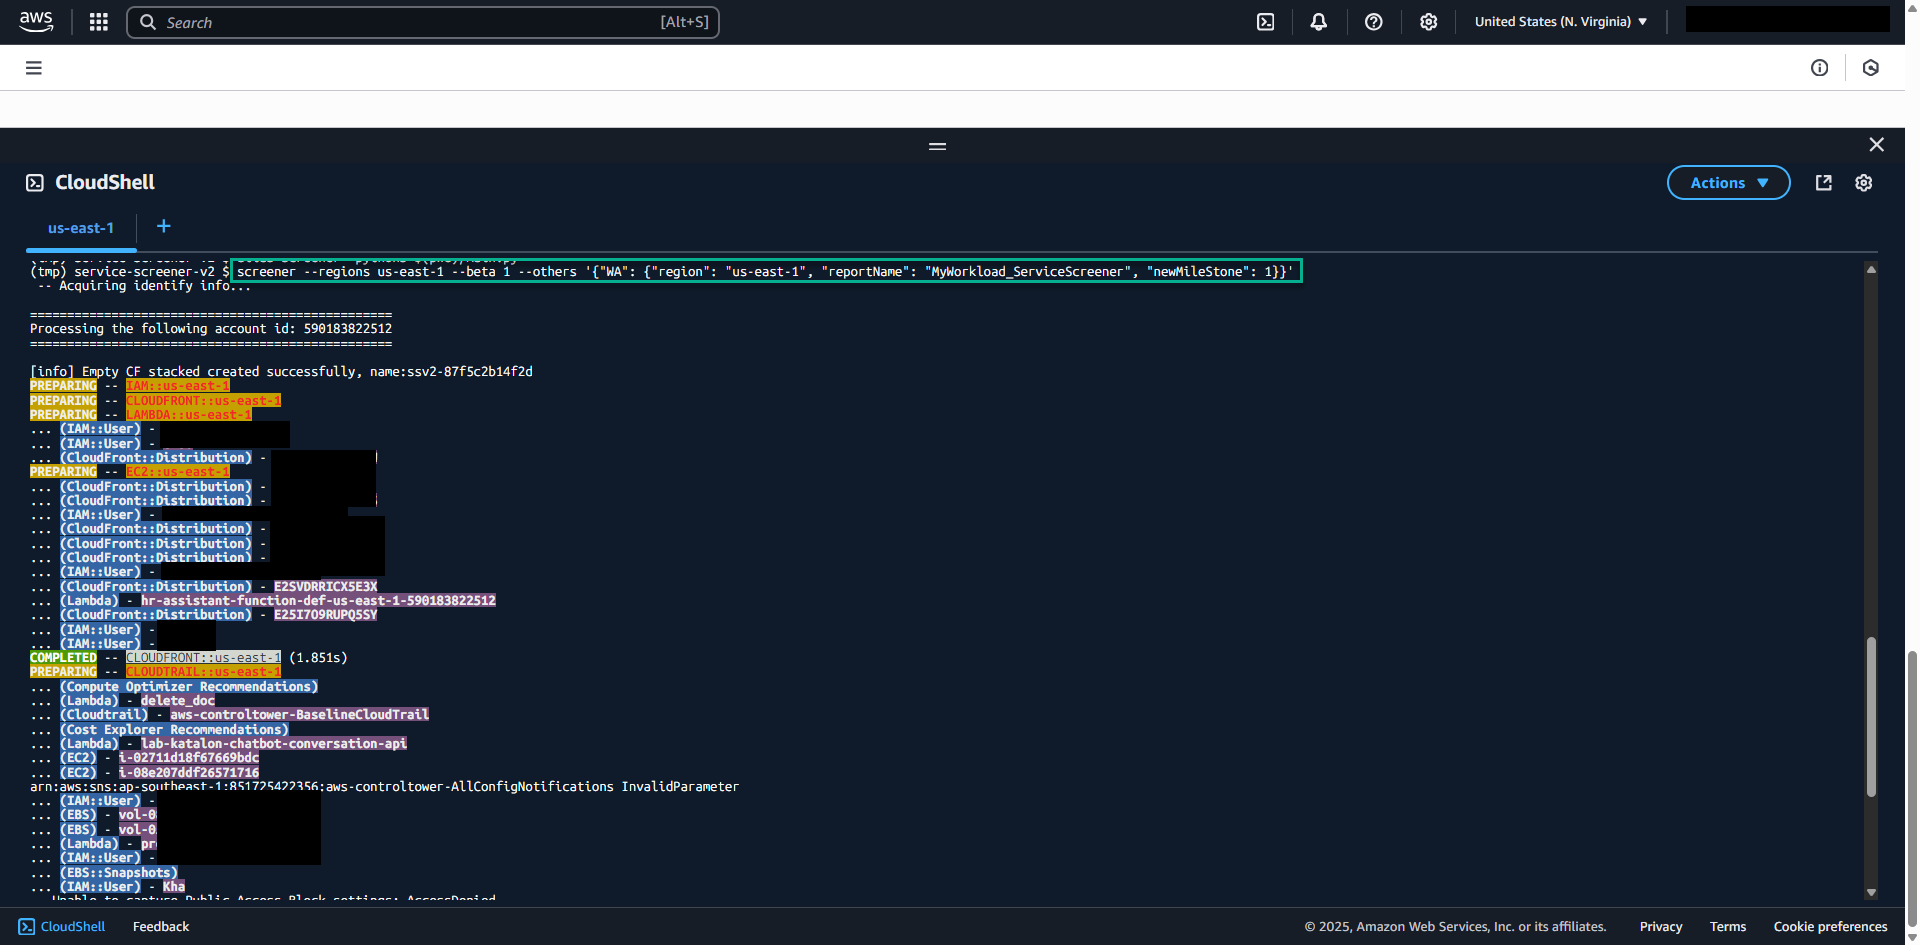 aws
Search [Alt+S]
United States (N. Virginia)
CloudShell
Actions
us-east-1
(tmp) service-screener-v2 $ screener --regions us-east-1 --beta 1 --others '{"WA": {"region": "us-east-1", "reportName": "MyWorkload_ServiceScreener", "newMileStone": 1}}'
-- Acquiring identify info...
=================================================
Processing the following account id: 590183822512
=================================================
[info] Empty CF stacked created successfully, name:ssv2-87f5c2b14f2d
PREPARING -- IAM::us-east-1
PREPARING -- CLOUDFRONT::us-east-1
PREPARING -- LAMBDA::us-east-1
... (IAM::User) -
... (IAM::User) -
... (CloudFront::Distribution) -
PREPARING -- EC2::us-east-1
... (CloudFront::Distribution) -
... (CloudFront::Distribution) -
... (IAM::User) -
... (CloudFront::Distribution) -
... (CloudFront::Distribution) -
... (CloudFront::Distribution) -
... (IAM::User) -
... (CloudFront::Distribution) - E2SVDRRICX5E3X
... (Lambda) - hr-assistant-function-def-us-east-1-590183822512
... (CloudFront::Distribution) - E25I7O9RUPQ5SY
... (IAM::User) -
... (IAM::User) -
COMPLETED -- CLOUDFRONT::us-east-1 (1.851s)
PREPARING -- CLOUDTRAIL::us-east-1
... (Compute Optimizer Recommendations)
... (Lambda) - delete_doc
... (Cloudtrail) - aws-controltower-BaselineCloudTrail
... (Cost Explorer Recommendations)
... (Lambda) - lab-katalon-chatbot-conversation-api
... (EC2) - i-02711d18f67669bdc
... (EC2) - i-08e207ddf26571716
arn:aws:sns:ap-southeast-1:851725422356:aws-controltower-AllConfigNotifications InvalidParameter
... (IAM::User) -
... (EBS) - vol-0
... (EBS) - vol-0
... (Lambda) - pr
... (IAM::User) -
... (EBS::Snapshots)
... (IAM::User) - Kha
Unable to capture Public Access Block settings: AccessDenied
CloudShell Feedback © 2025, Amazon Web Services, Inc. or its affiliates. Privacy Terms Cookie preferences